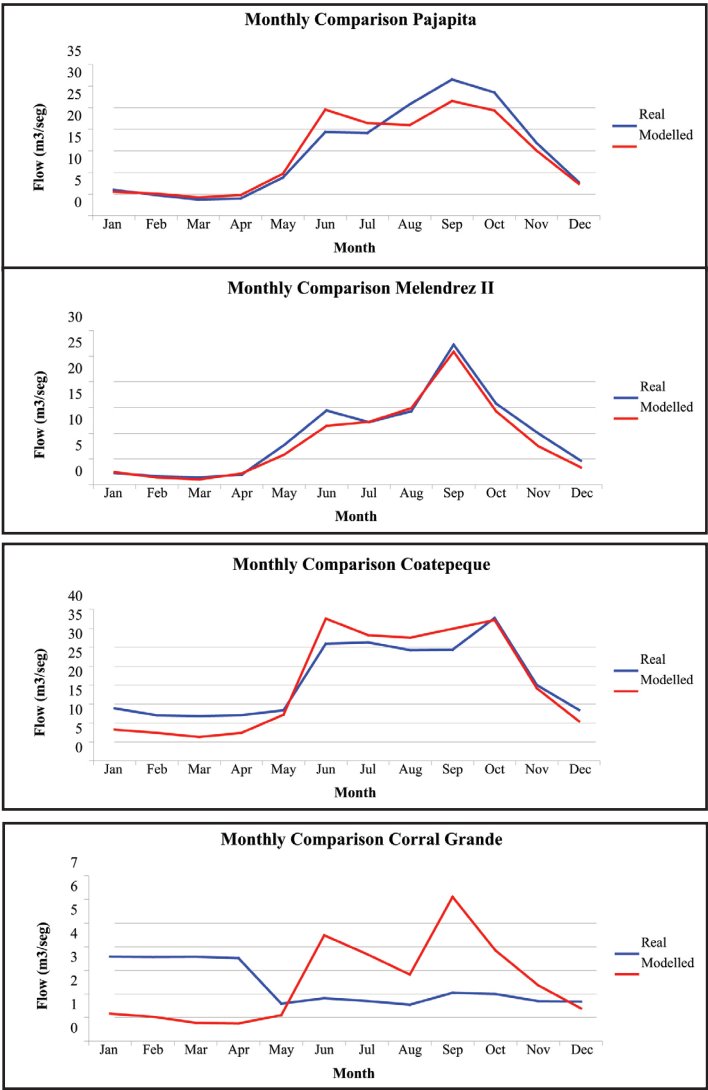 Monthly Comparison Pajapita
35
30
20
15
10
5
0
Flow (m3/seg)
Real
Modelled
Jan Feb Mar Apr May Jun Jul Aug Sep Oct Nov Dec
Month
Monthly Comparison Melendrez II
30
25
15
10
5
0
Flow (m3/seg)
Real
Modelled
Jan Feb Mar Apr May Jun Jul Aug Sep Oct Nov Dec
Month
Monthly Comparison Coatepeque
40
35
30
25
20
10
5
0
Flow (m3/seg)
Real
Modelled
Jan Feb Mar Apr May Jun Jul Aug Sep Oct Nov Dec
Month
Monthly Comparison Corral Grande
7
6
5
4
3
2
1
0
Flow (m3/seg)
Real
Modelled
Jan Feb Mar Apr May Jun Jul Aug Sep Oct Nov Dec
Month